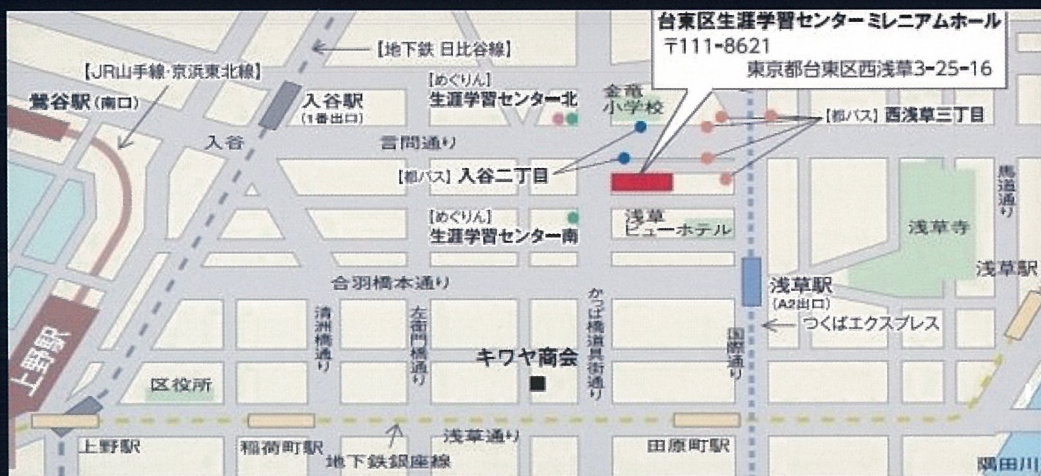 台東区生涯学習センターミレニアムホール
〒111-8621
東京都台東区西浅草3-25-16
【地下鉄 日比谷線】
【JR山手線・京浜東北線】
鶯谷駅(南口)
入谷駅
(1番出口)
【めぐりん】
生涯学習センター北
金竜
小学校
【都バス】西浅草三丁目
入谷
言問通り
【都バス】入谷二丁目
馬道通り
【めぐりん】
生涯学習センター南
浅草
ビューホテル
浅草寺
浅草駅
合羽橋本通り
浅草駅
(A2出口)
つくばエクスプレス
清洲橋通り
左衛門橋通り
かっぱ橋道具街通り
国際通り
上野駅
キワヤ商会
区役所
上野駅
稲荷町駅
浅草通り
田原町駅
地下鉄銀座線
隅田川